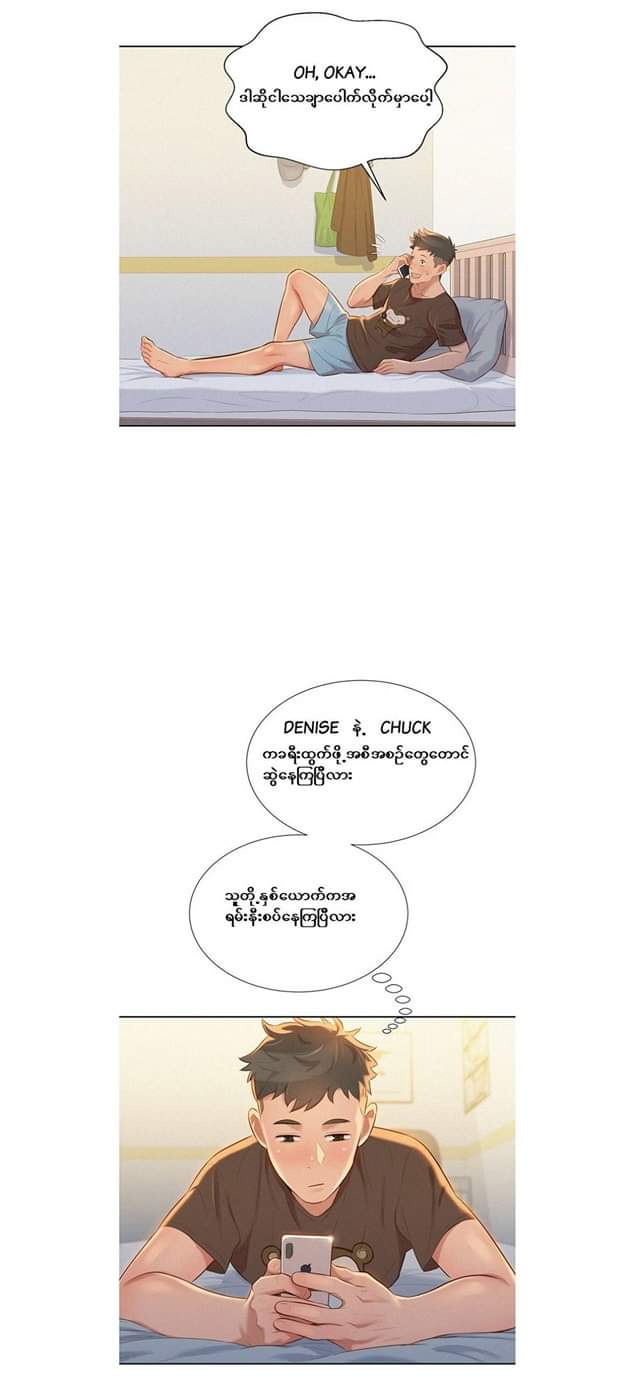 OH, OKAY...
ဒါဆိုငါသေချာပေါက်လိုက်မှာပေါ့
DENISE နဲ့ CHUCK
ကခရီးထွက်ဖို့အစီအစဉ်တွေတောင်
ဆွဲနေကြပြီလား
သူတို့နှစ်ယောက်ကအ
ရမ်းနီးစပ်နေကြပြီလား